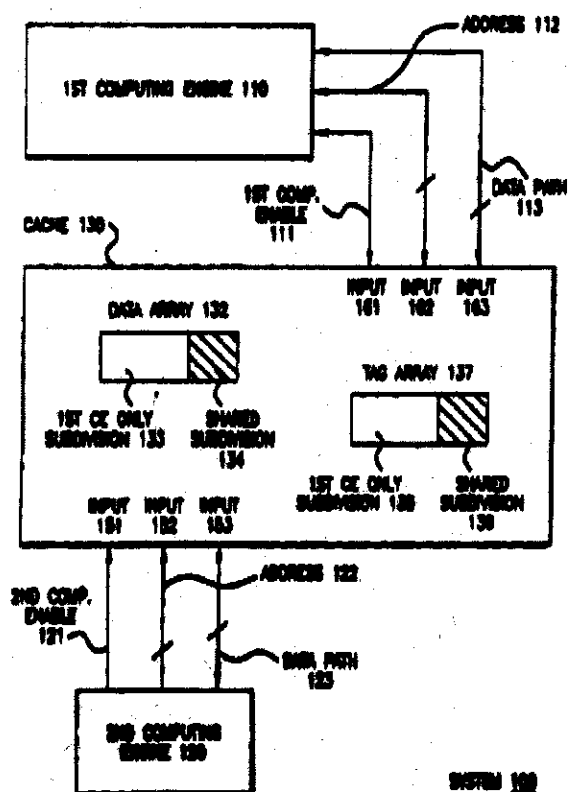 ADDRESS 112
1ST COMPUTING ENGINE 110
1ST COMP.
ENABLE
111
DATA PATH
113
CACHE 130
INPUT INPUT INPUT
161 162 163
DATA ARRAY 132
TAG ARRAY 137
1ST CE ONLY
SUBDIVISION 133
SHARED
SUBDIVISION
134
1ST CE ONLY
SUBDIVISION 138
SHARED
SUBDIVISION
139
INPUT INPUT INPUT
151 152 153
2ND COMP.
ENABLE
121
ADDRESS 122
DATA PATH
123
2ND COMPUTING
ENGINE 120
SYSTEM 100